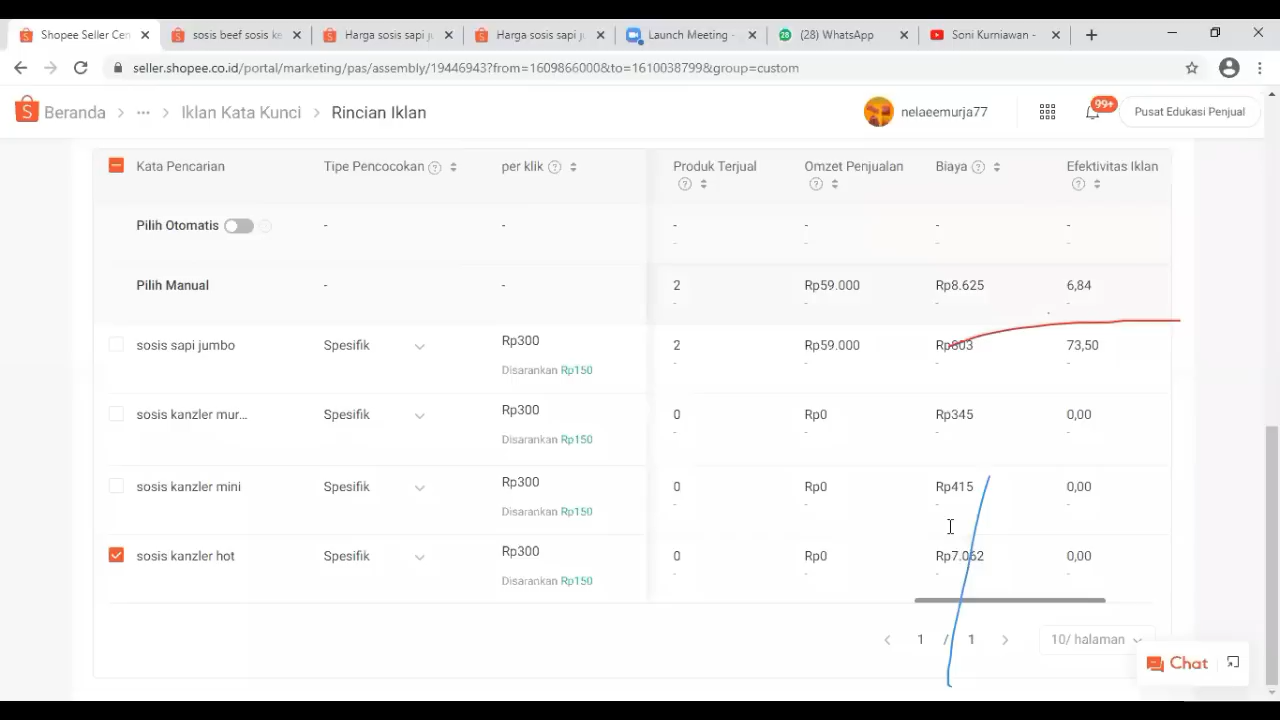 Shopee Seller Cen
sosis beef sosis ke
Harga sosis sapi ju
Harga sosis sapi ju
Launch Meeting -
(28) WhatsApp
Soni Kurniawan -
seller.shopee.co.id/portal/marketing/pas/assembly/19446943?from=1609866000&to=1610038799&group=custom
Beranda > ... > Iklan Kata Kunci > Rincian Iklan
nelaeemurja77
99+
Pusat Edukasi Penjual
Kata Pencarian Tipe Pencocokan per klik Produk Terjual Omzet Penjualan Biaya Efektivitas Iklan
Pilih Otomatis - - - - - -
- - - -
Pilih Manual - - 2 Rp59.000 Rp8.625 6,84
- - - -
sosis sapi jumbo Spesifik Rp300 2 Rp59.000 Rp803 73,50
Disarankan Rp150 - - - -
sosis kanzler mur... Spesifik Rp300 0 Rp0 Rp345 0,00
Disarankan Rp150 - - - -
sosis kanzler mini Spesifik Rp300 0 Rp0 Rp415 0,00
Disarankan Rp150 - - - -
sosis kanzler hot Spesifik Rp300 0 Rp0 Rp7.062 0,00
Disarankan Rp150 - - - -
< 1 / 1 > 10/ halaman
Chat